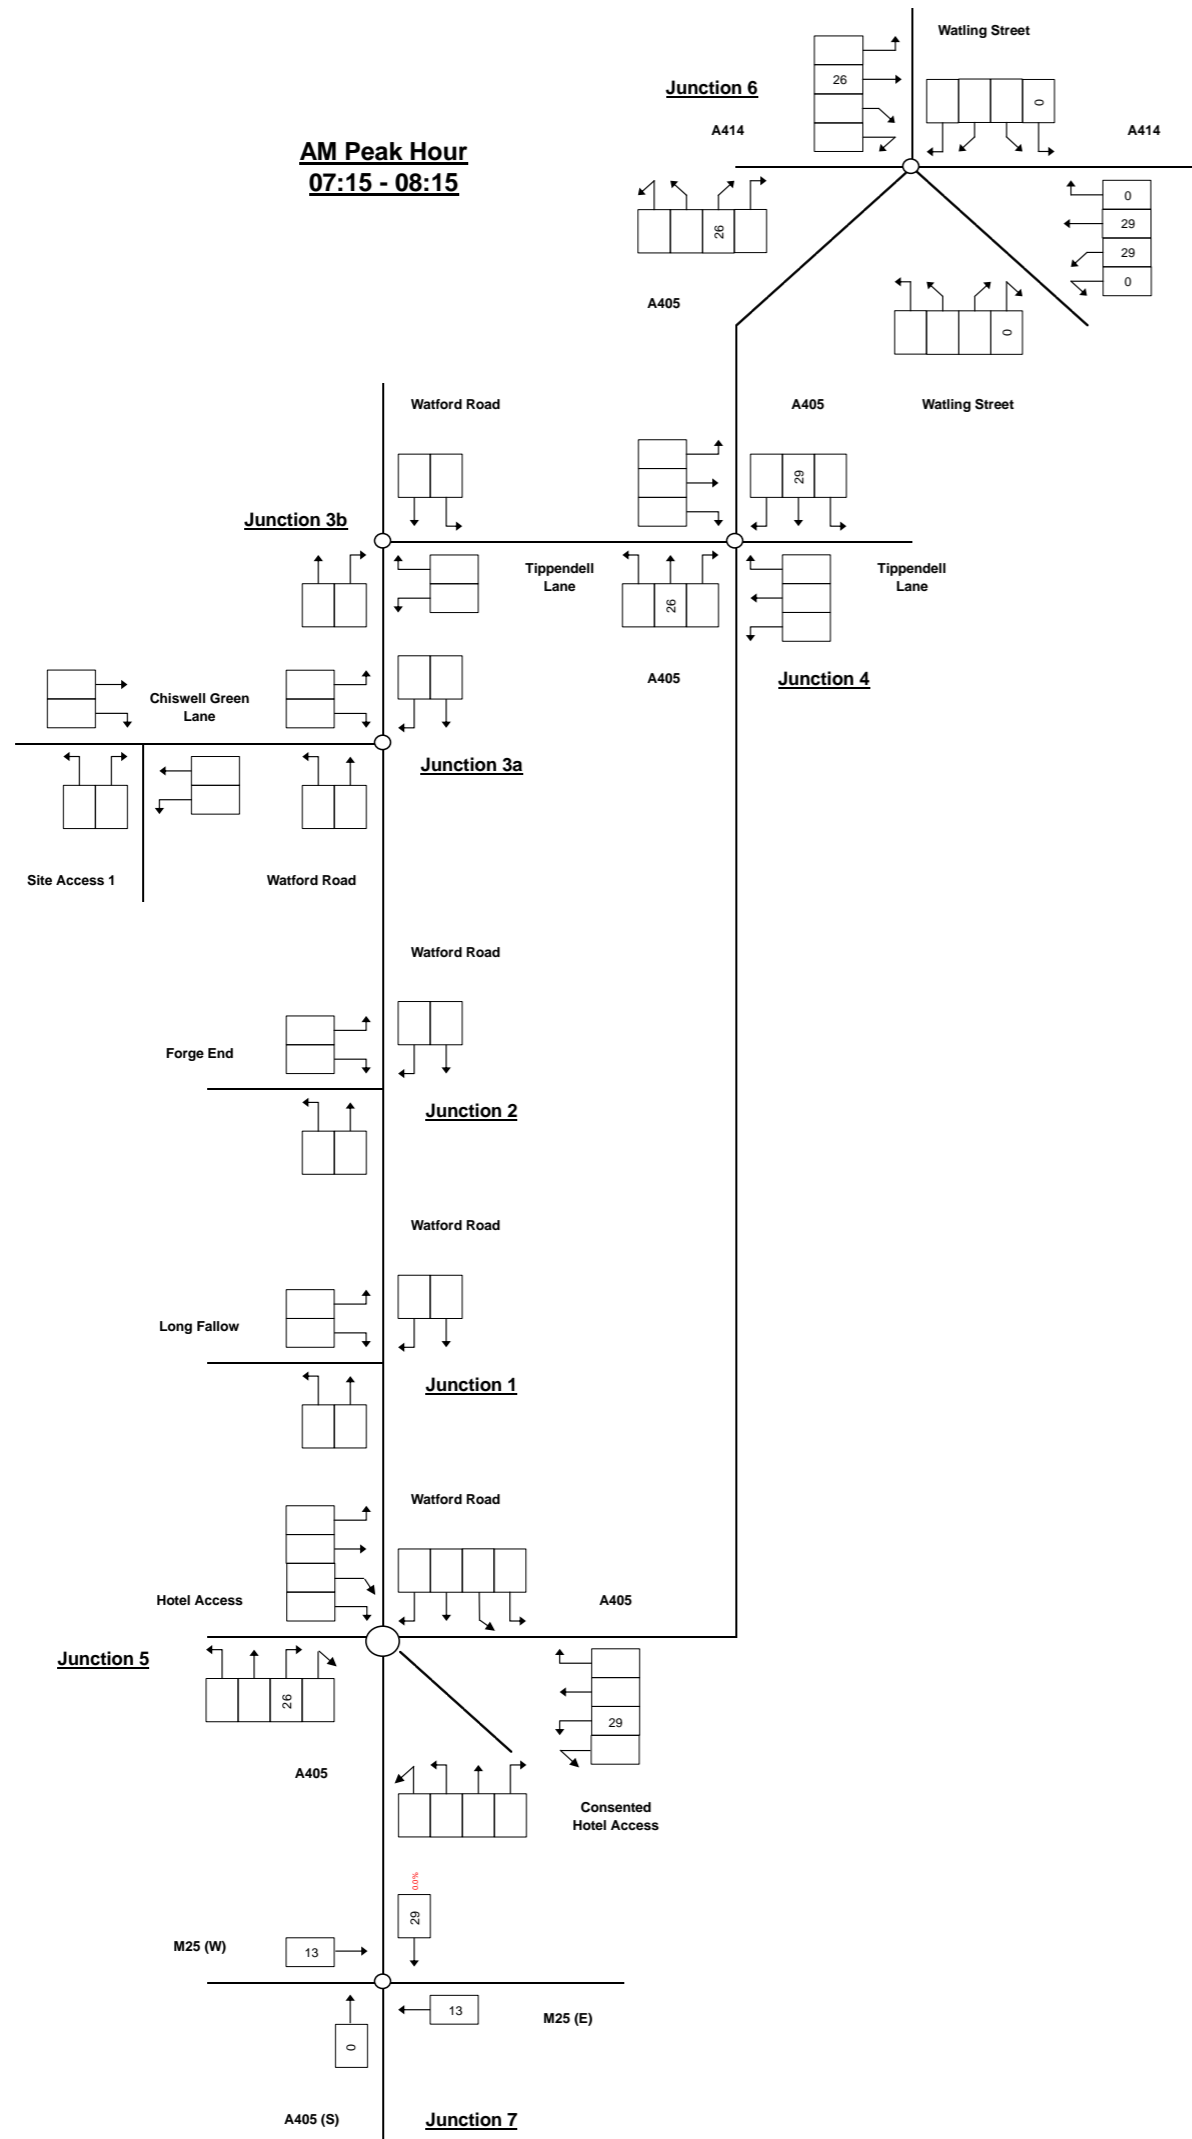 Watling Street
26
Junction 6
0
A414
A414
AM Peak Hour
07:15 - 08:15
0
29
29
0
26
A405
0
Watford Road
A405
Watling Street
29
Junction 3b
Tippendell
Lane
26
Tippendell
Lane
A405
Junction 4
Chiswell Green
Lane
Junction 3a
Site Access 1
Watford Road
Watford Road
Forge End
Junction 2
Watford Road
Long Fallow
Junction 1
Watford Road
Hotel Access
A405
Junction 5
26
29
A405
Consented
Hotel Access
0.0%
29
M25 (W)
13
13
M25 (E)
0
A405 (S)
Junction 7